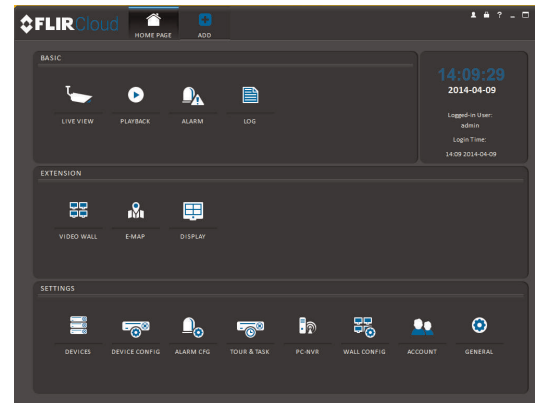 FLIR Cloud
HOME PAGE
ADD
?
BASIC
LIVE VIEW
PLAYBACK
ALARM
LOG
14:09:29
2014-04-09
Logged-in User:
admin
Login Time:
14:09 2014-04-09
EXTENSION
VIDEO WALL
E-MAP
DISPLAY
SETTINGS
DEVICES
DEVICE CONFIG
ALARM CFG
TOUR & TASK
PC-NVR
WALL CONFIG
ACCOUNT
GENERAL